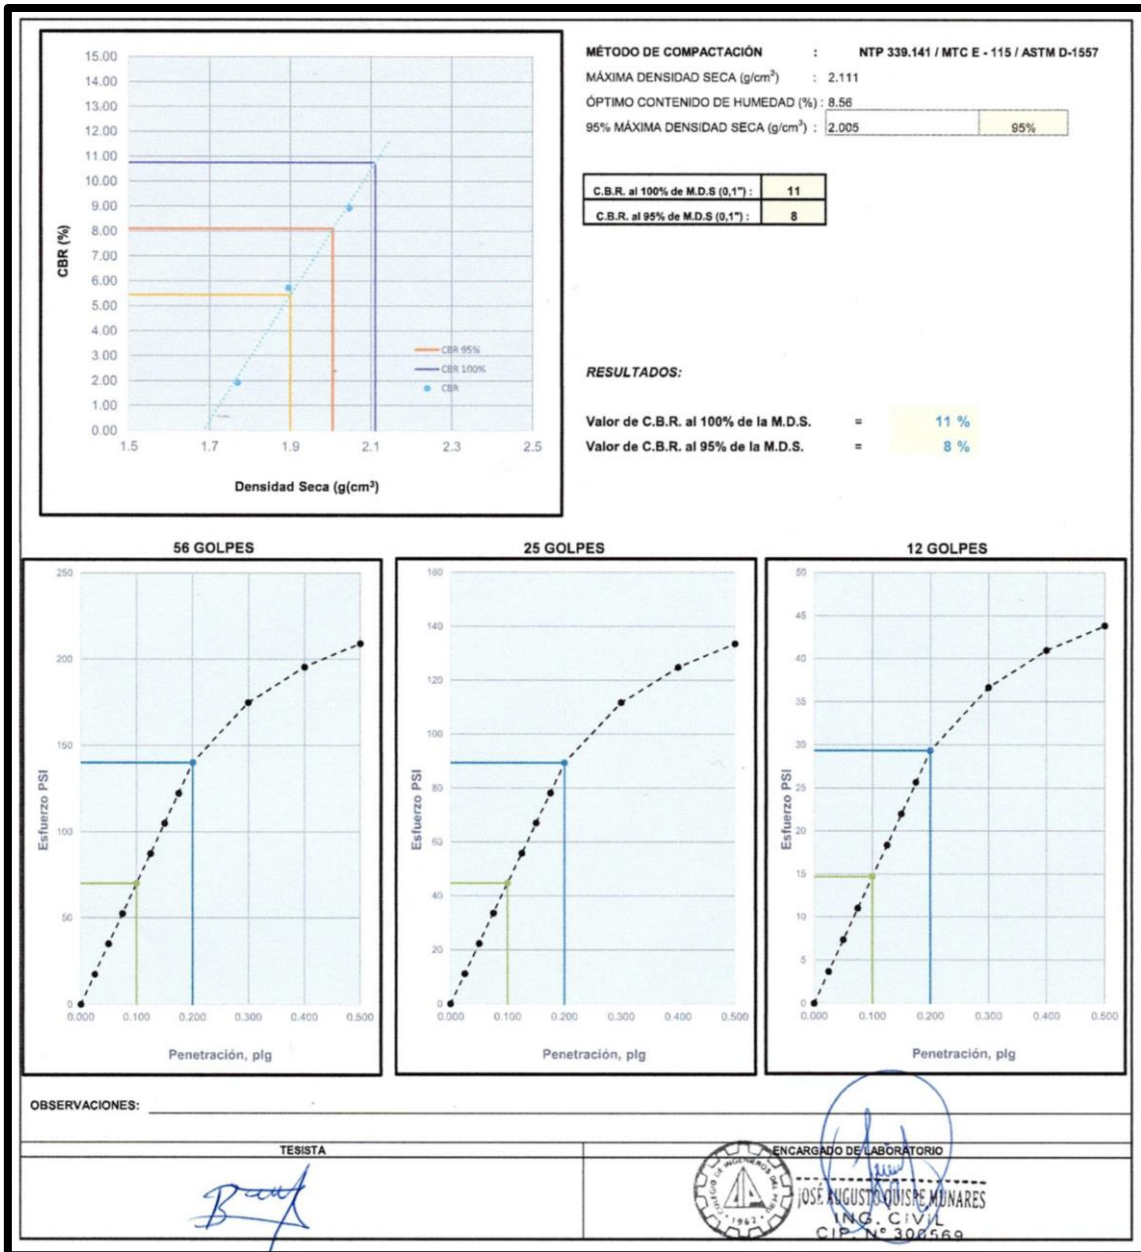 MÉTODO DE COMPACTACIÓN : NTP 339.141 / MTC E - 115 / ASTM D-1557
MÁXIMA DENSIDAD SECA (g/cm³) : 2.111
ÓPTIMO CONTENIDO DE HUMEDAD (%) : 8.56
95% MÁXIMA DENSIDAD SECA (g/cm³) : 2.005 95%
C.B.R. al 100% de M.D.S (0,1") : 11
C.B.R. al 95% de M.D.S (0,1") : 8
15.00
14.00
13.00
12.00
11.00
10.00
9.00
8.00
7.00
6.00
5.00
4.00
3.00
2.00
1.00
0.00
CBR (%)
1.5 1.7 1.9 2.1 2.3 2.5
Densidad Seca (g(cm³)
CBR 95%
CBR 100%
CBR
RESULTADOS:
Valor de C.B.R. al 100% de la M.D.S. = 11 %
Valor de C.B.R. al 95% de la M.D.S. = 8 %
56 GOLPES
250
200
150
100
50
0
Esfuerzo PSI
0.000 0.100 0.200 0.300 0.400 0.500
Penetración, plg
25 GOLPES
160
140
120
100
80
60
40
20
0
Esfuerzo PSI
0.000 0.100 0.200 0.300 0.400 0.500
Penetración, plg
12 GOLPES
50
45
40
35
30
25
20
15
10
5
0
Esfuerzo PSI
0.000 0.100 0.200 0.300 0.400 0.500
Penetración, plg
OBSERVACIONES:
TESISTA
ENCARGADO DE LABORATORIO
COLEGIO DE INGENIEROS DEL PERU
1962
JOSÉ AUGUSTO QUISPE MUNARES
ING. CIVIL
CIP. N° 300569